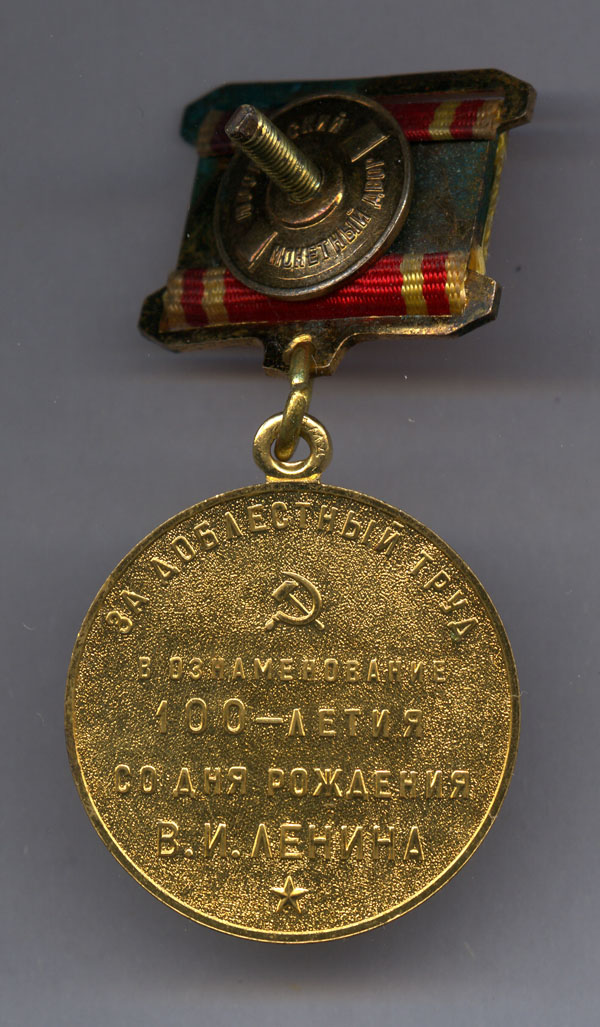 МОНЕТНЫЙ ДВОР
ЗА ДОБЛЕСТНЫЙ ТРУД
В ОЗНАМЕНОВАНИЕ
100–ЛЕТИЯ
СО ДНЯ РОЖДЕНИЯ
В.И.ЛЕНИНА